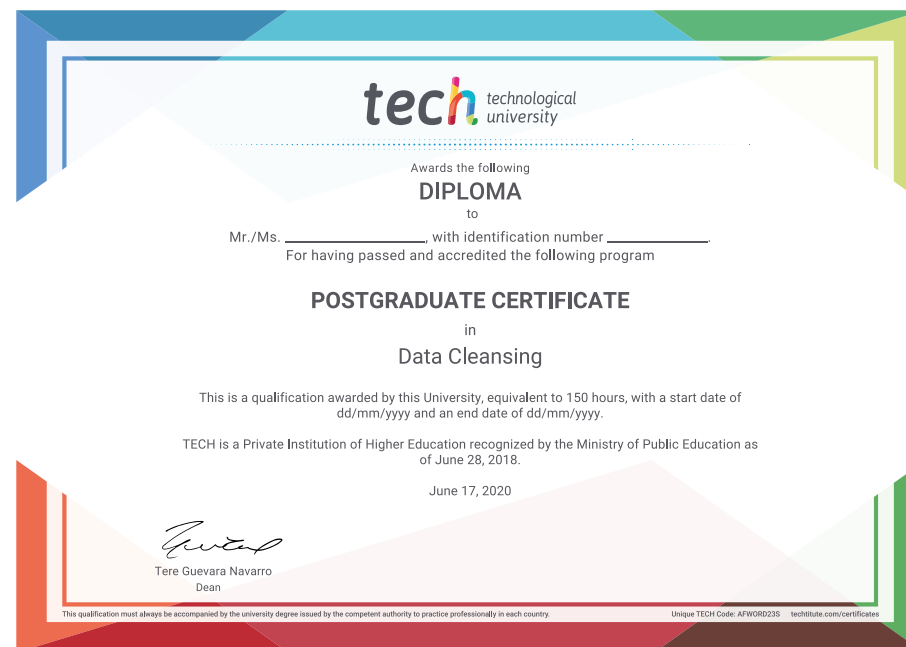 tech technological
university
Awards the following
DIPLOMA
to
Mr./Ms. ____________________, with identification number ______________.
For having passed and accredited the following program
POSTGRADUATE CERTIFICATE
in
Data Cleansing
This is a qualification awarded by this University, equivalent to 150 hours, with a start date of
dd/mm/yyyy and an end date of dd/mm/yyyy.
TECH is a Private Institution of Higher Education recognized by the Ministry of Public Education as
of June 28, 2018.
June 17, 2020
Tere Guevara Navarro
Dean
This qualification must always be accompanied by the university degree issued by the competent authority to practice professionally in each country.
Unique TECH Code: AFWORD23S techtitute.com/certificates